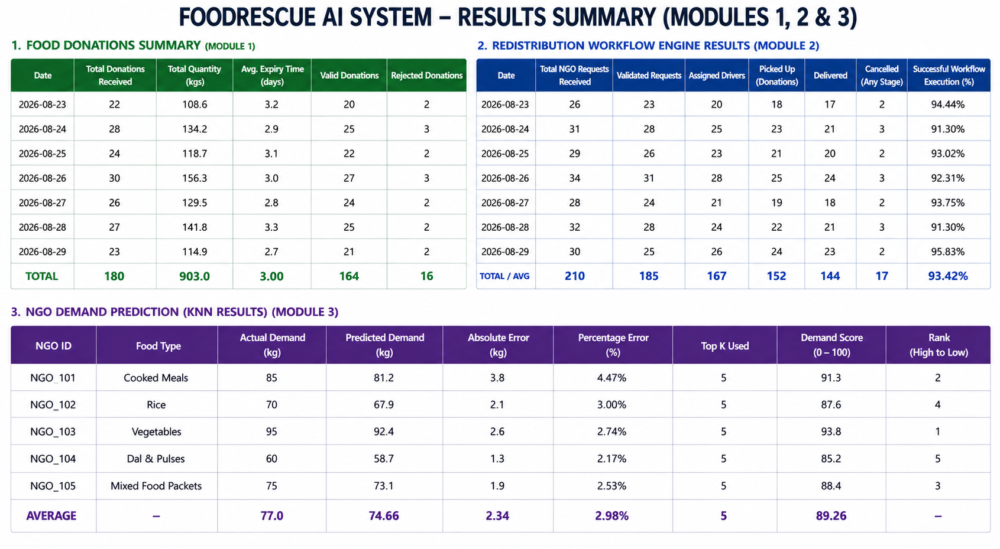 FOODRESCUE AI SYSTEM – RESULTS SUMMARY (MODULES 1, 2 & 3)
1. FOOD DONATIONS SUMMARY (MODULE 1)
Date Total Donations Received Total Quantity (kgs) Avg. Expiry Time (days) Valid Donations Rejected Donations
2026-08-23 22 108.6 3.2 20 2
2026-08-24 28 134.2 2.9 25 3
2026-08-25 24 118.7 3.1 22 2
2026-08-26 30 156.3 3.0 27 3
2026-08-27 26 129.5 2.8 24 2
2026-08-28 27 141.8 3.3 25 2
2026-08-29 23 114.9 2.7 21 2
TOTAL 180 903.0 3.00 164 16
2. REDISTRIBUTION WORKFLOW ENGINE RESULTS (MODULE 2)
Date Total NGO Requests Received Validated Requests Assigned Drivers Picked Up (Donations) Delivered Cancelled (Any Stage) Successful Workflow Execution (%)
2026-08-23 26 23 20 18 17 2 94.44%
2026-08-24 31 28 25 23 21 3 91.30%
2026-08-25 29 26 23 21 20 2 93.02%
2026-08-26 34 31 28 25 24 3 92.31%
2026-08-27 28 24 21 19 18 2 93.75%
2026-08-28 32 28 24 22 21 3 91.30%
2026-08-29 30 25 26 24 23 2 95.83%
TOTAL / AVG 210 185 167 152 144 17 93.42%
3. NGO DEMAND PREDICTION (KNN RESULTS) (MODULE 3)
NGO ID Food Type Actual Demand (kg) Predicted Demand (kg) Absolute Error (kg) Percentage Error (%) Top K Used Demand Score (0 – 100) Rank (High to Low)
NGO_101 Cooked Meals 85 81.2 3.8 4.47% 5 91.3 2
NGO_102 Rice 70 67.9 2.1 3.00% 5 87.6 4
NGO_103 Vegetables 95 92.4 2.6 2.74% 5 93.8 1
NGO_104 Dal & Pulses 60 58.7 1.3 2.17% 5 85.2 5
NGO_105 Mixed Food Packets 75 73.1 1.9 2.53% 5 88.4 3
AVERAGE – 77.0 74.66 2.34 2.98% 5 89.26 –